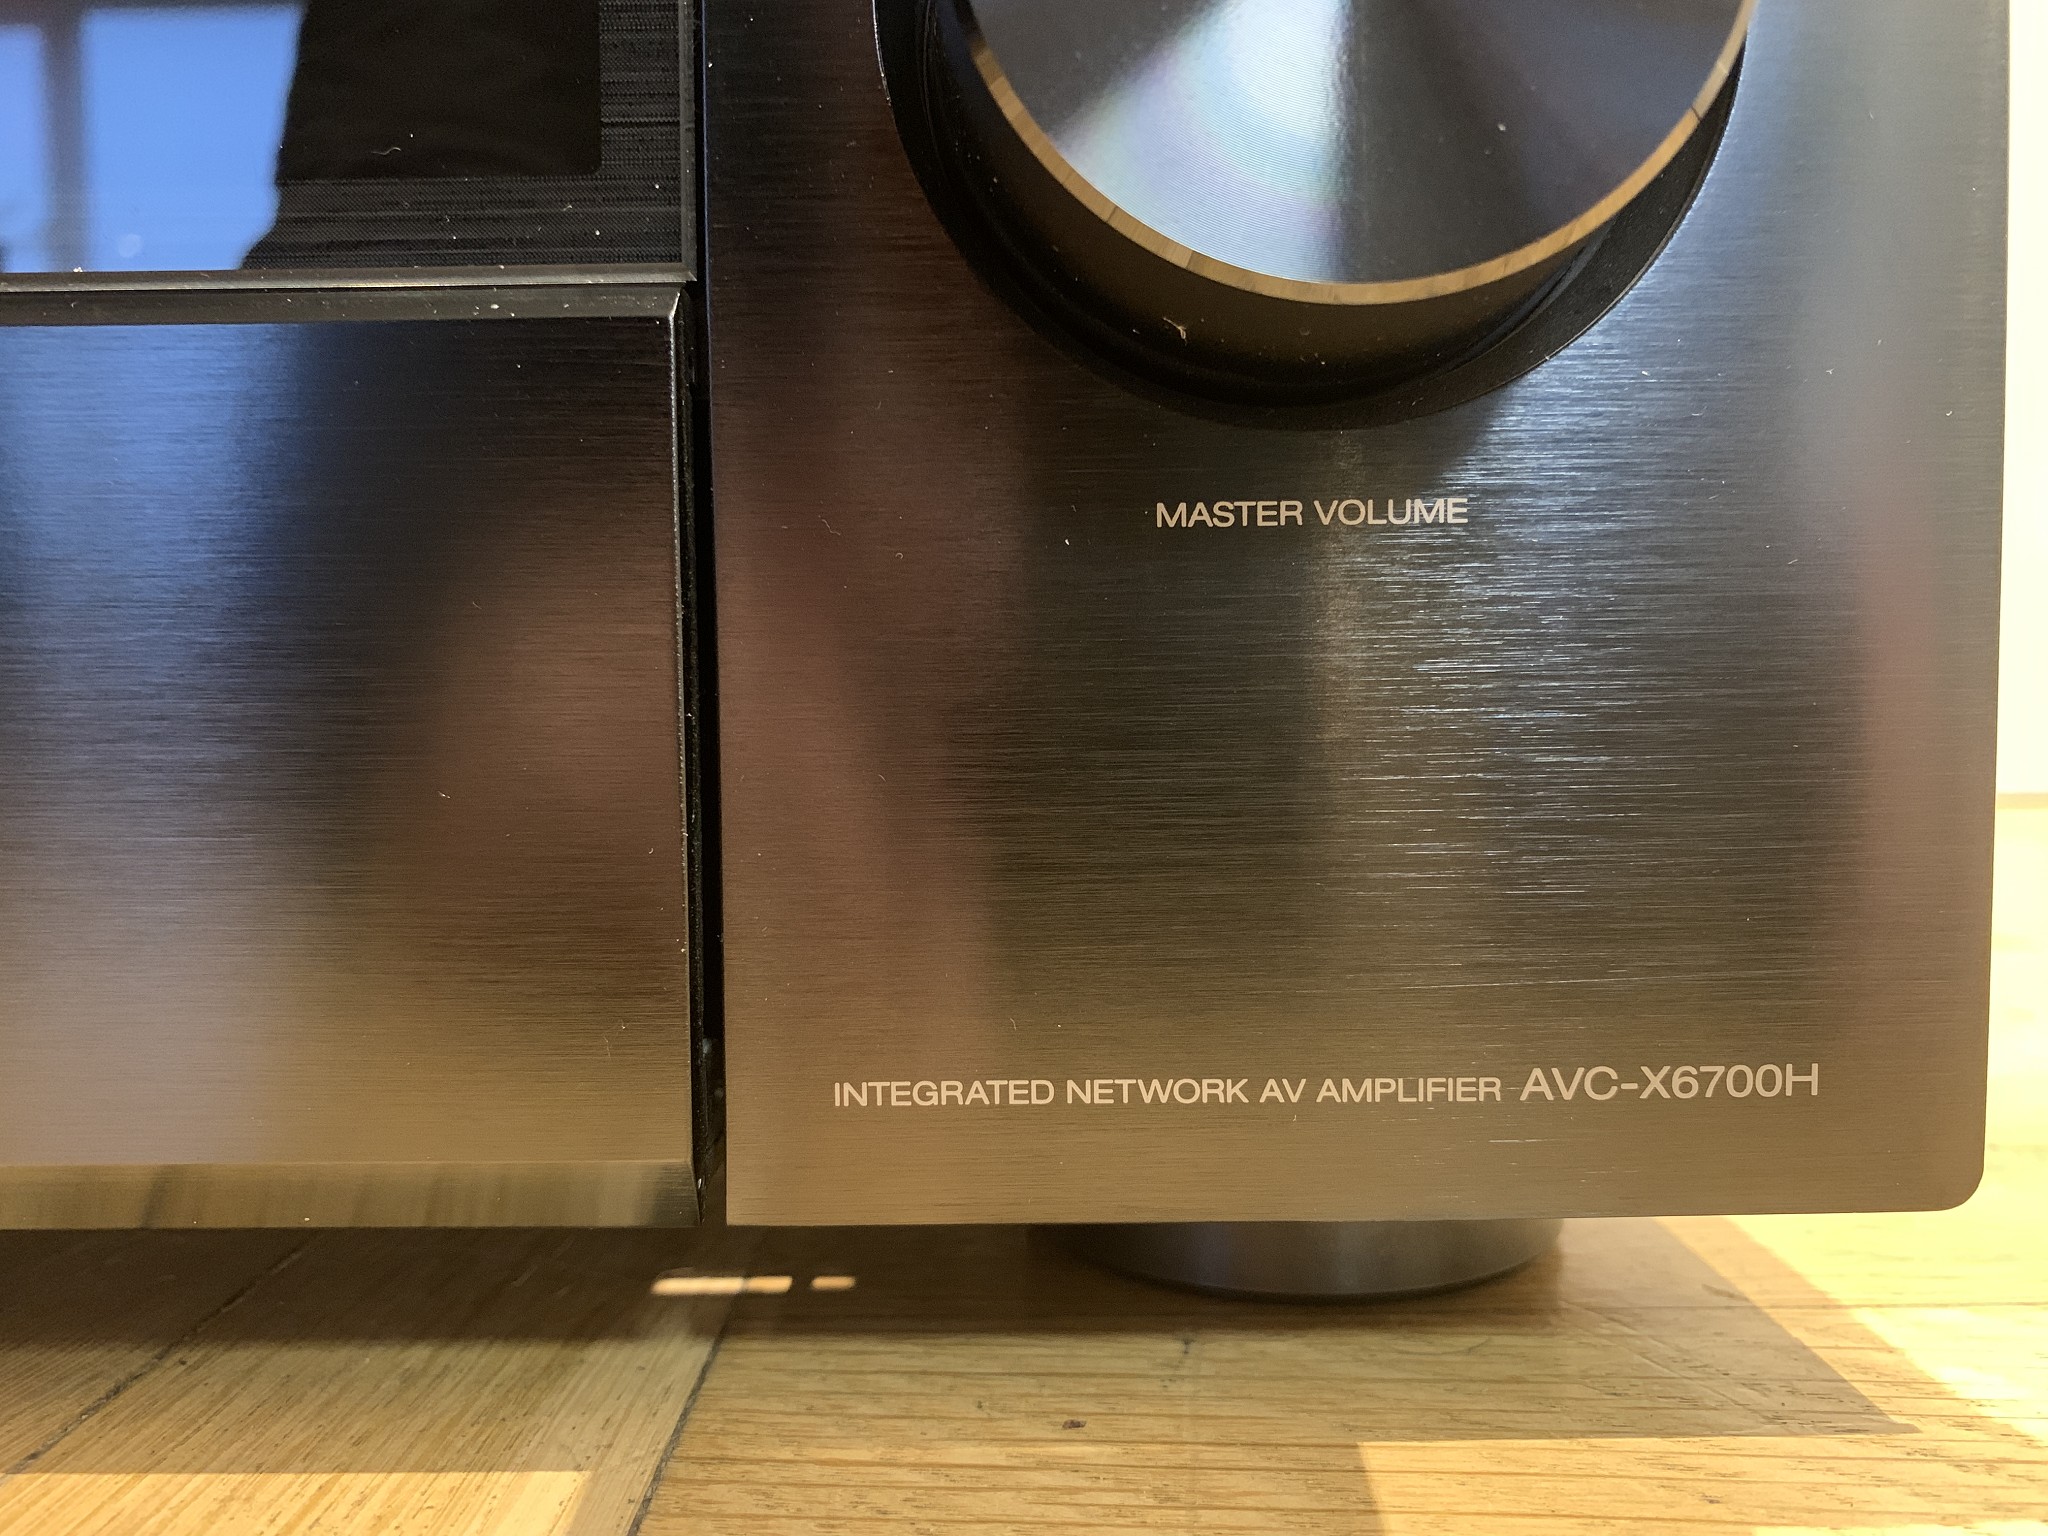 MASTER VOLUME
INTEGRATED NETWORK AV AMPLIFIER AVC-X6700H